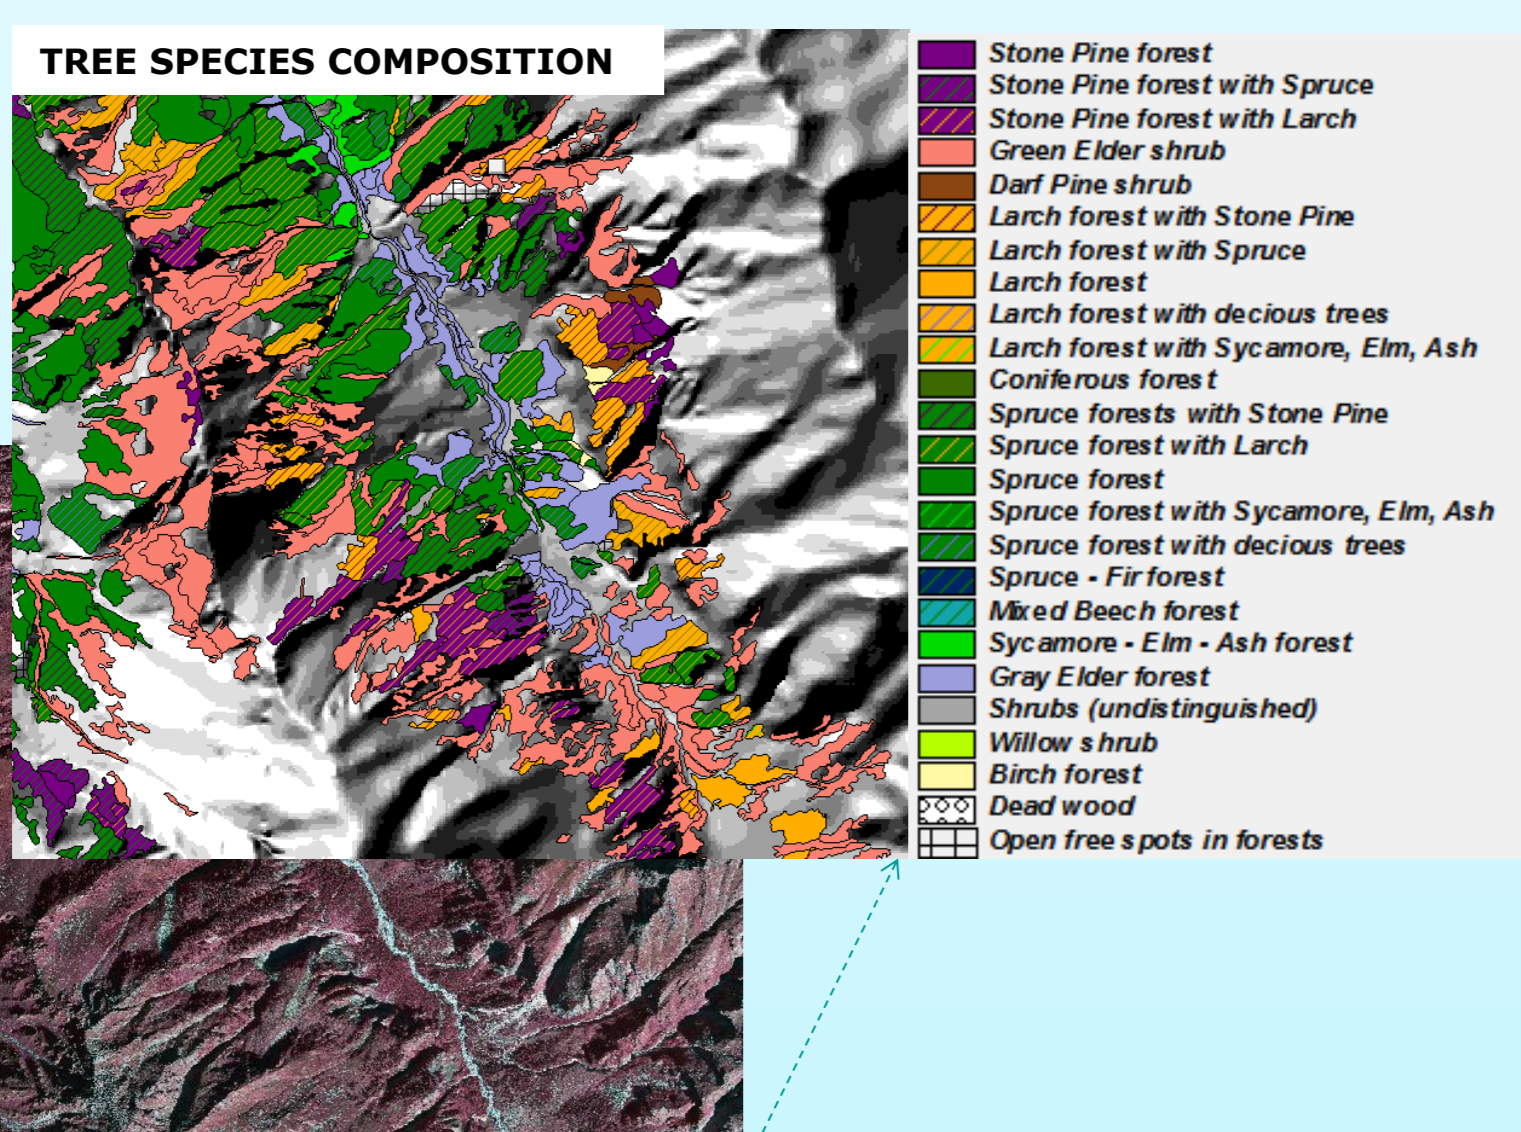 TREE SPECIES COMPOSITION
Stone Pine forest
Stone Pine forest with Spruce
Stone Pine forest with Larch
Green Elder shrub
Darf Pine shrub
Larch forest with Stone Pine
Larch forest with Spruce
Larch forest
Larch forest with decious trees
Larch forest with Sycamore, Elm, Ash
Coniferous forest
Spruce forests with Stone Pine
Spruce forest with Larch
Spruce forest
Spruce forest with Sycamore, Elm, Ash
Spruce forest with decious trees
Spruce - Fir forest
Mixed Beech forest
Sycamore - Elm - Ash forest
Gray Elder forest
Shrubs (undistinguished)
Willow shrub
Birch forest
Dead wood
Open free spots in forests